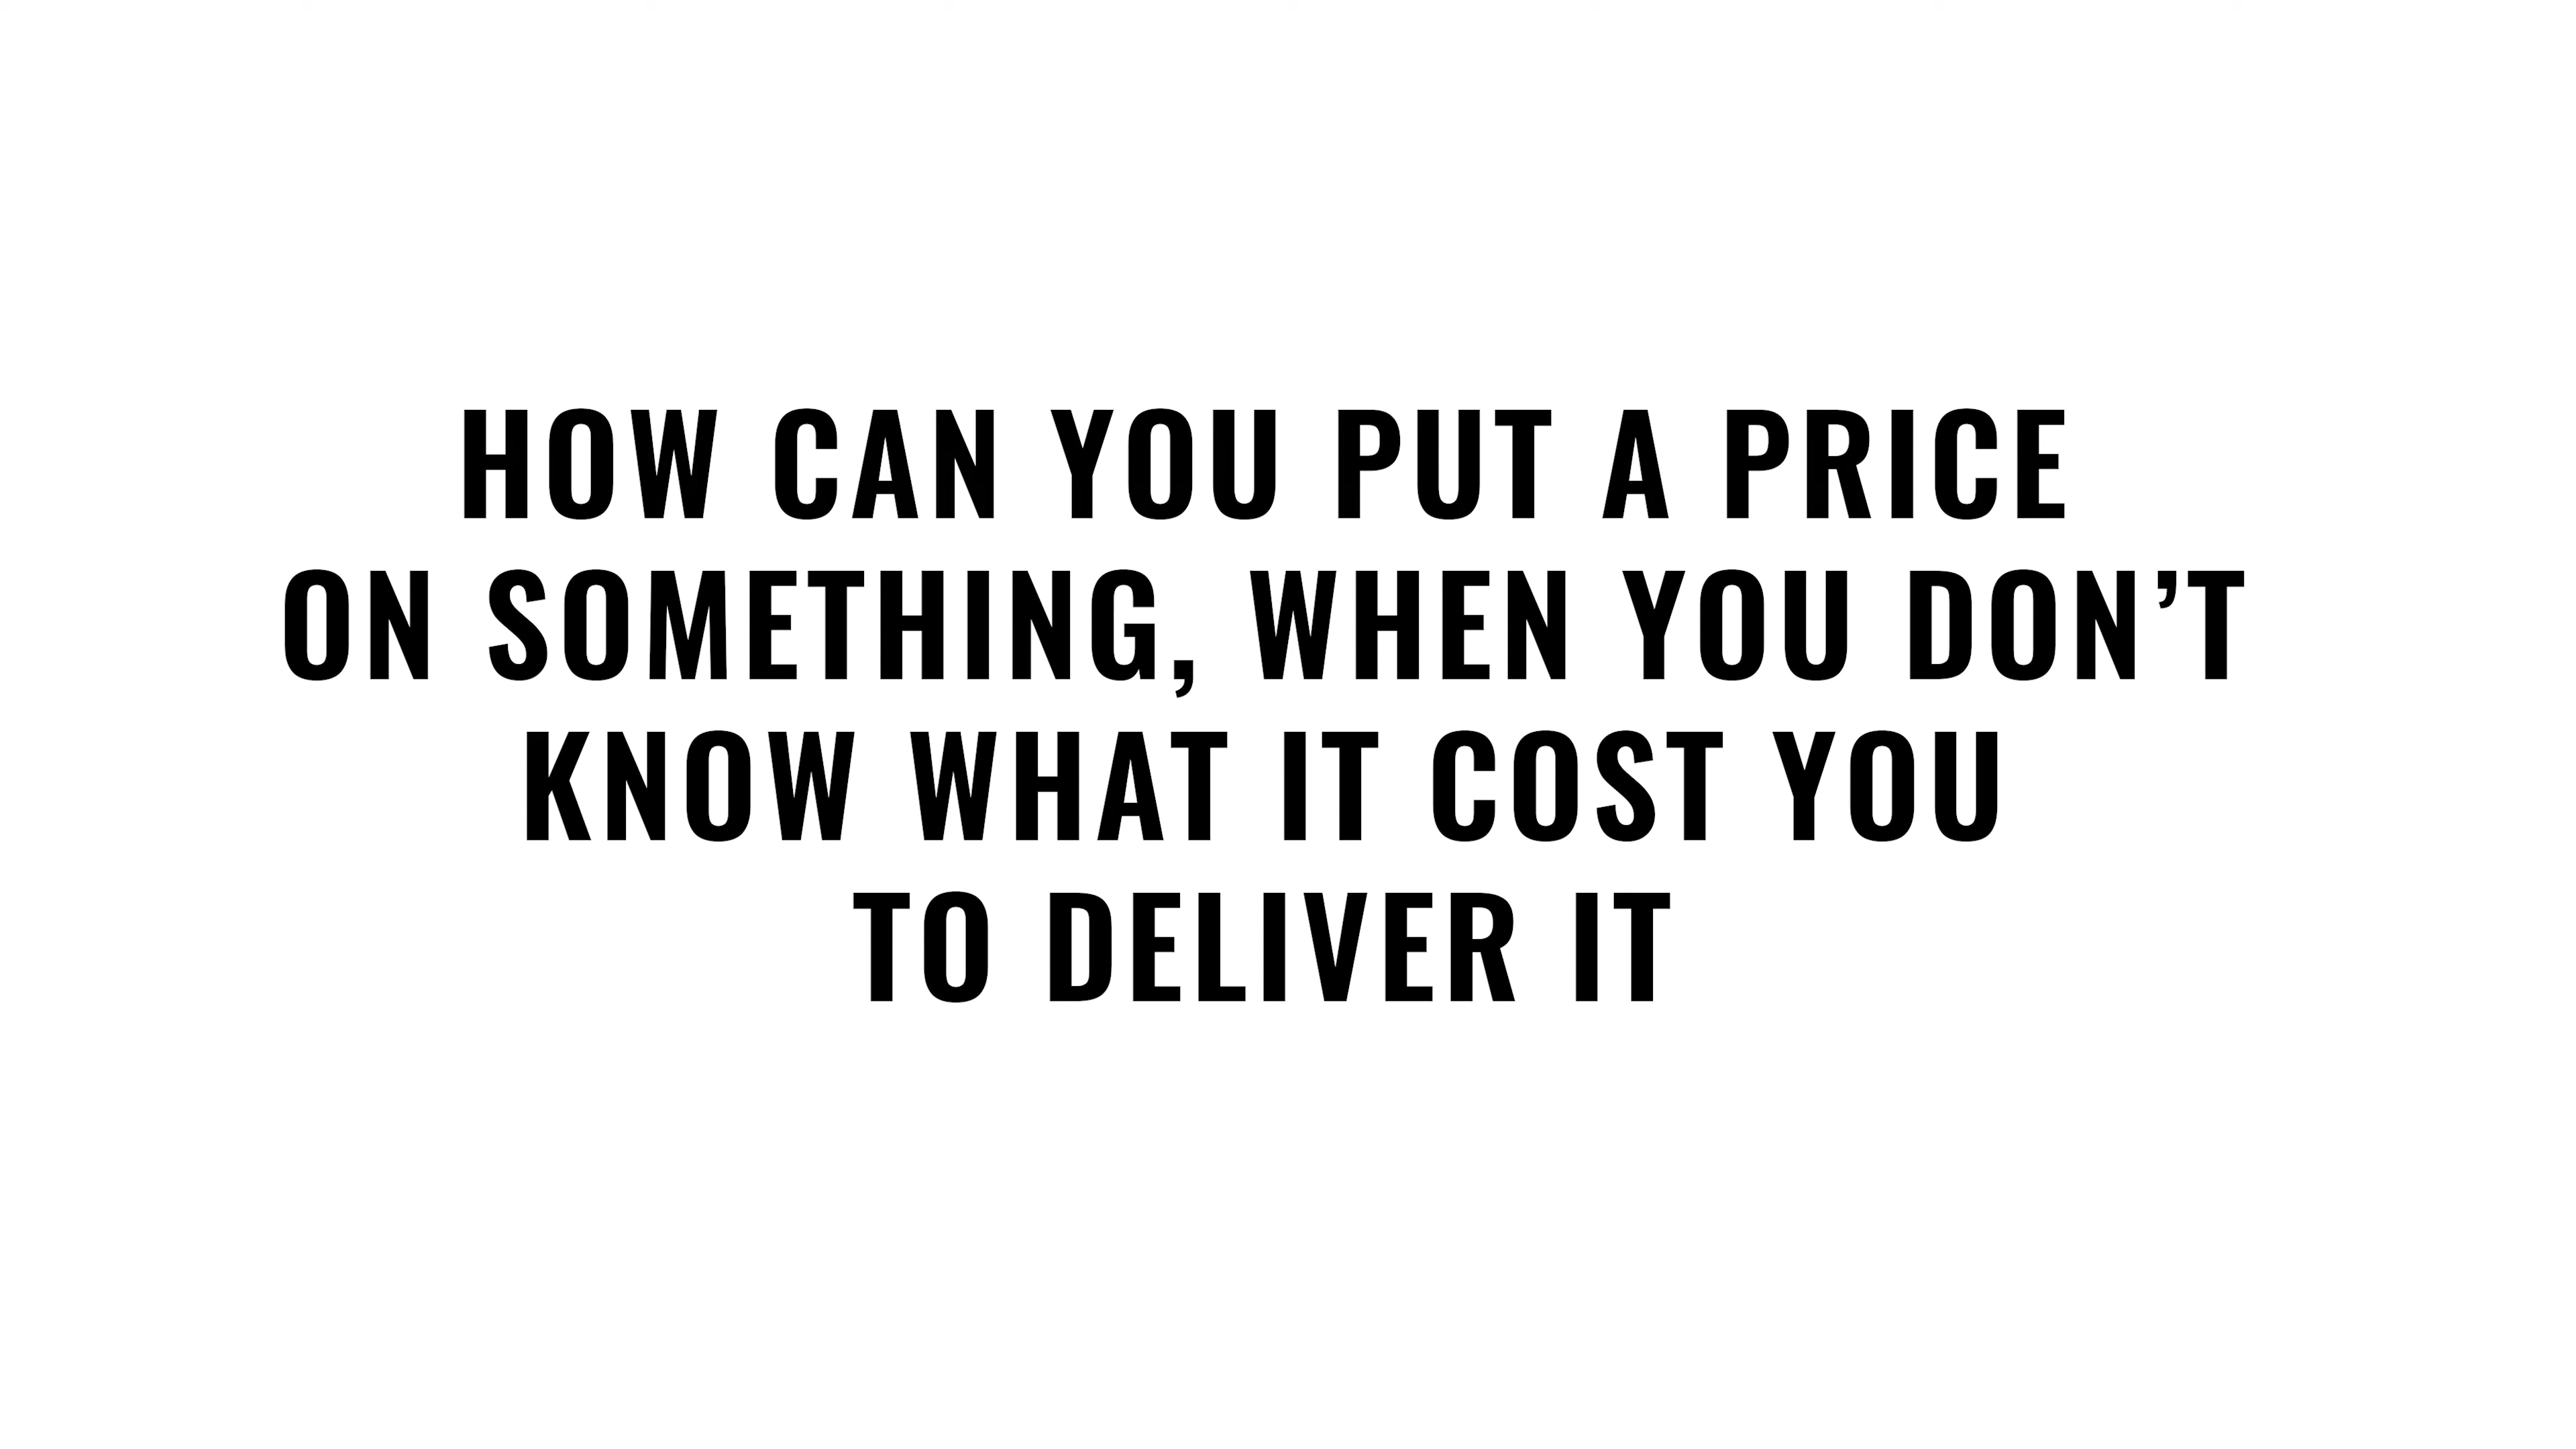 HOW CAN YOU PUT A PRICE
ON SOMETHING, WHEN YOU DON’T
KNOW WHAT IT COST YOU
TO DELIVER IT